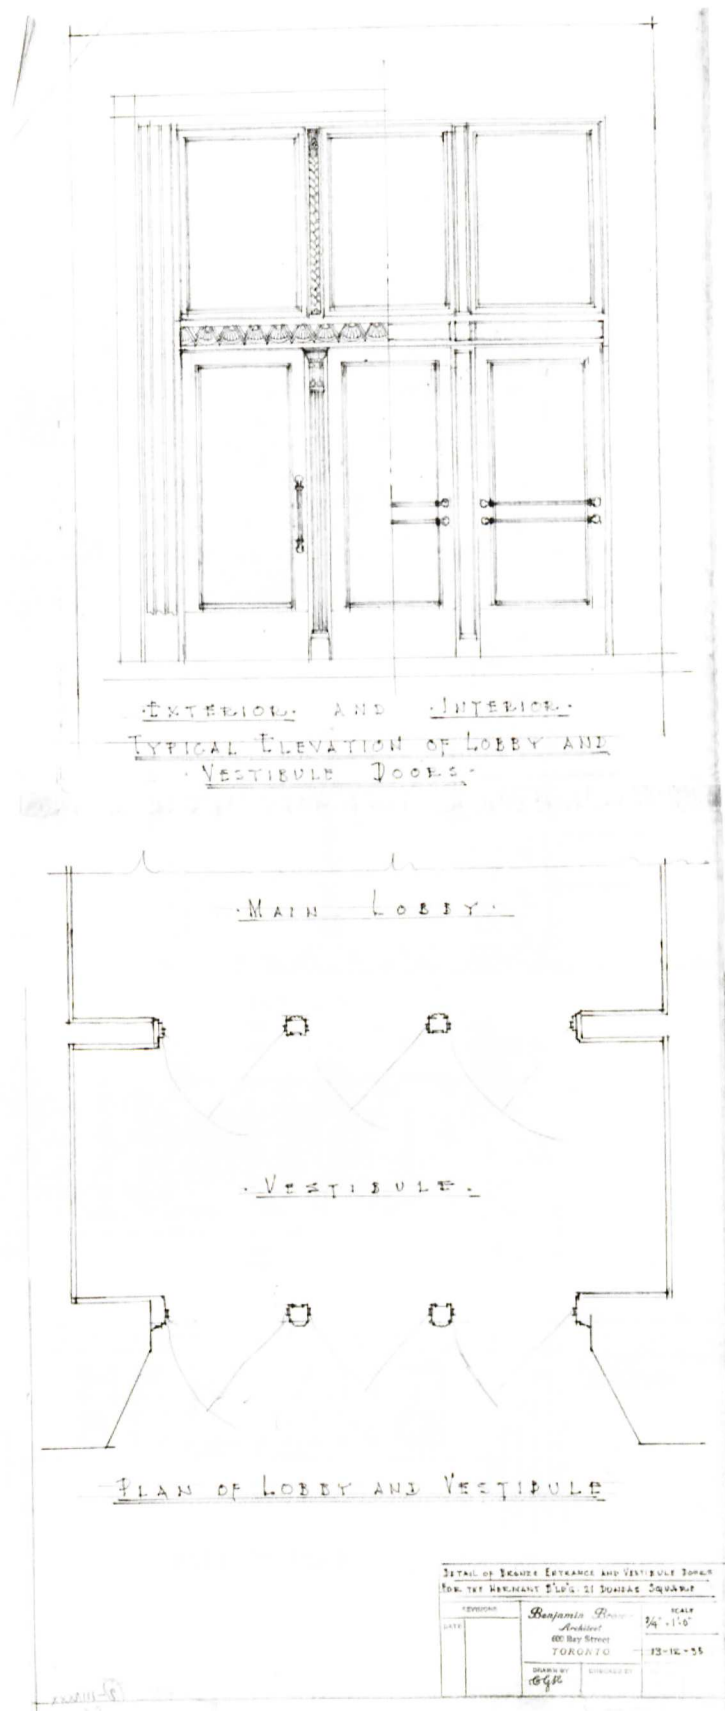 ·EXTERIOR· AND ·INTERIOR·
TYPICAL ELEVATION OF LOBBY AND
·VESTIBULE DOORS·
·MAIN LOBBY·
·VESTIBULE·
PLAN OF LOBBY AND VESTIBULE
DETAIL OF BRONZE ENTRANCE AND VESTIBULE DOORS
FOR THE HERMANT B'LD'G· 21 DUNDAS SQUARE
REVISIONS
DATE
Benjamin Brown
Architect
600 Bay Street
TORONTO
DRAWN BY
CHECKED BY
SCALE
3/4" = 1'-0"
13-12-35